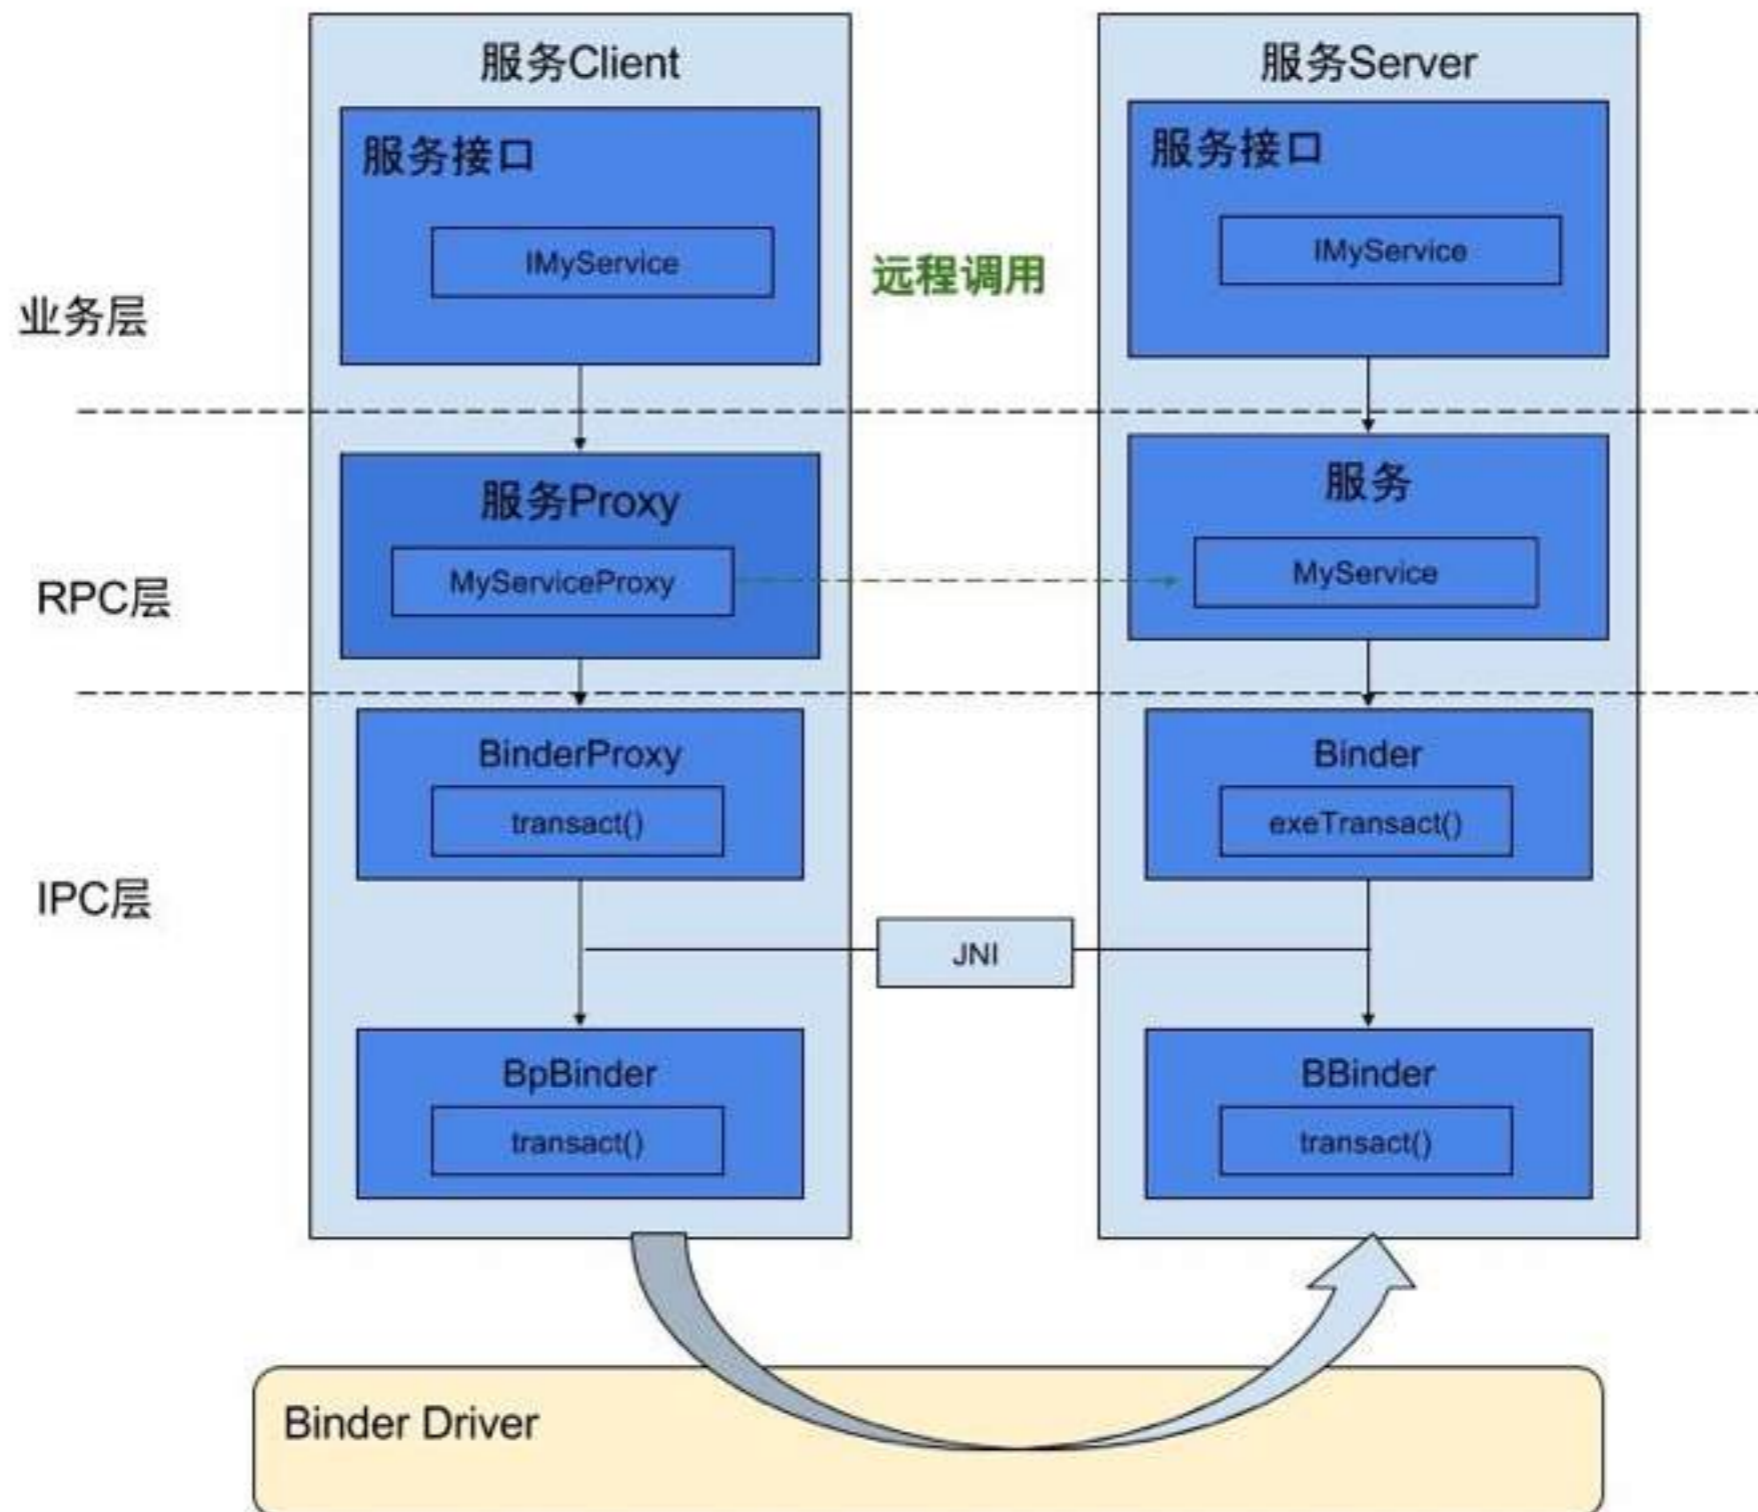 服务Client
服务Server
服务接口
服务接口
IMyService
IMyService
远程调用
业务层
服务Proxy
服务
MyServiceProxy
MyService
RPC层
BinderProxy
Binder
transact()
exeTransact()
IPC层
JNI
BpBinder
BBinder
transact()
transact()
Binder Driver